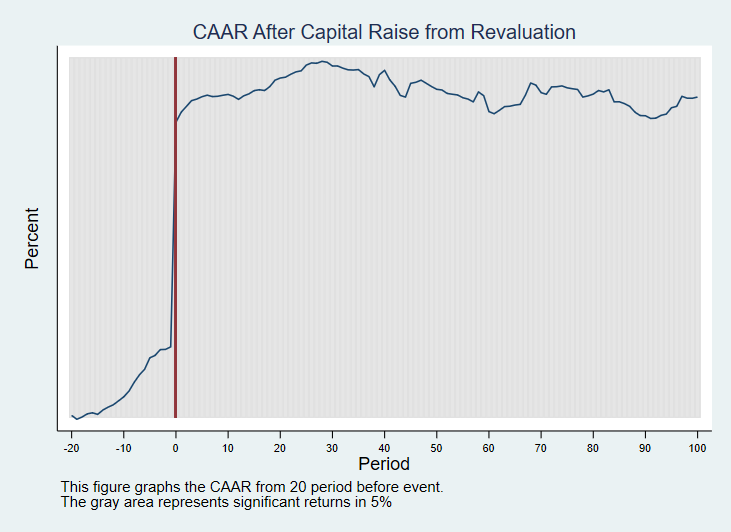 CAAR After Capital Raise from Revaluation
Percent
-20 -10 0 10 20 30 40 50 60 70 80 90 100
Period
This figure graphs the CAAR from 20 period before event.
The gray area represents significant returns in 5%